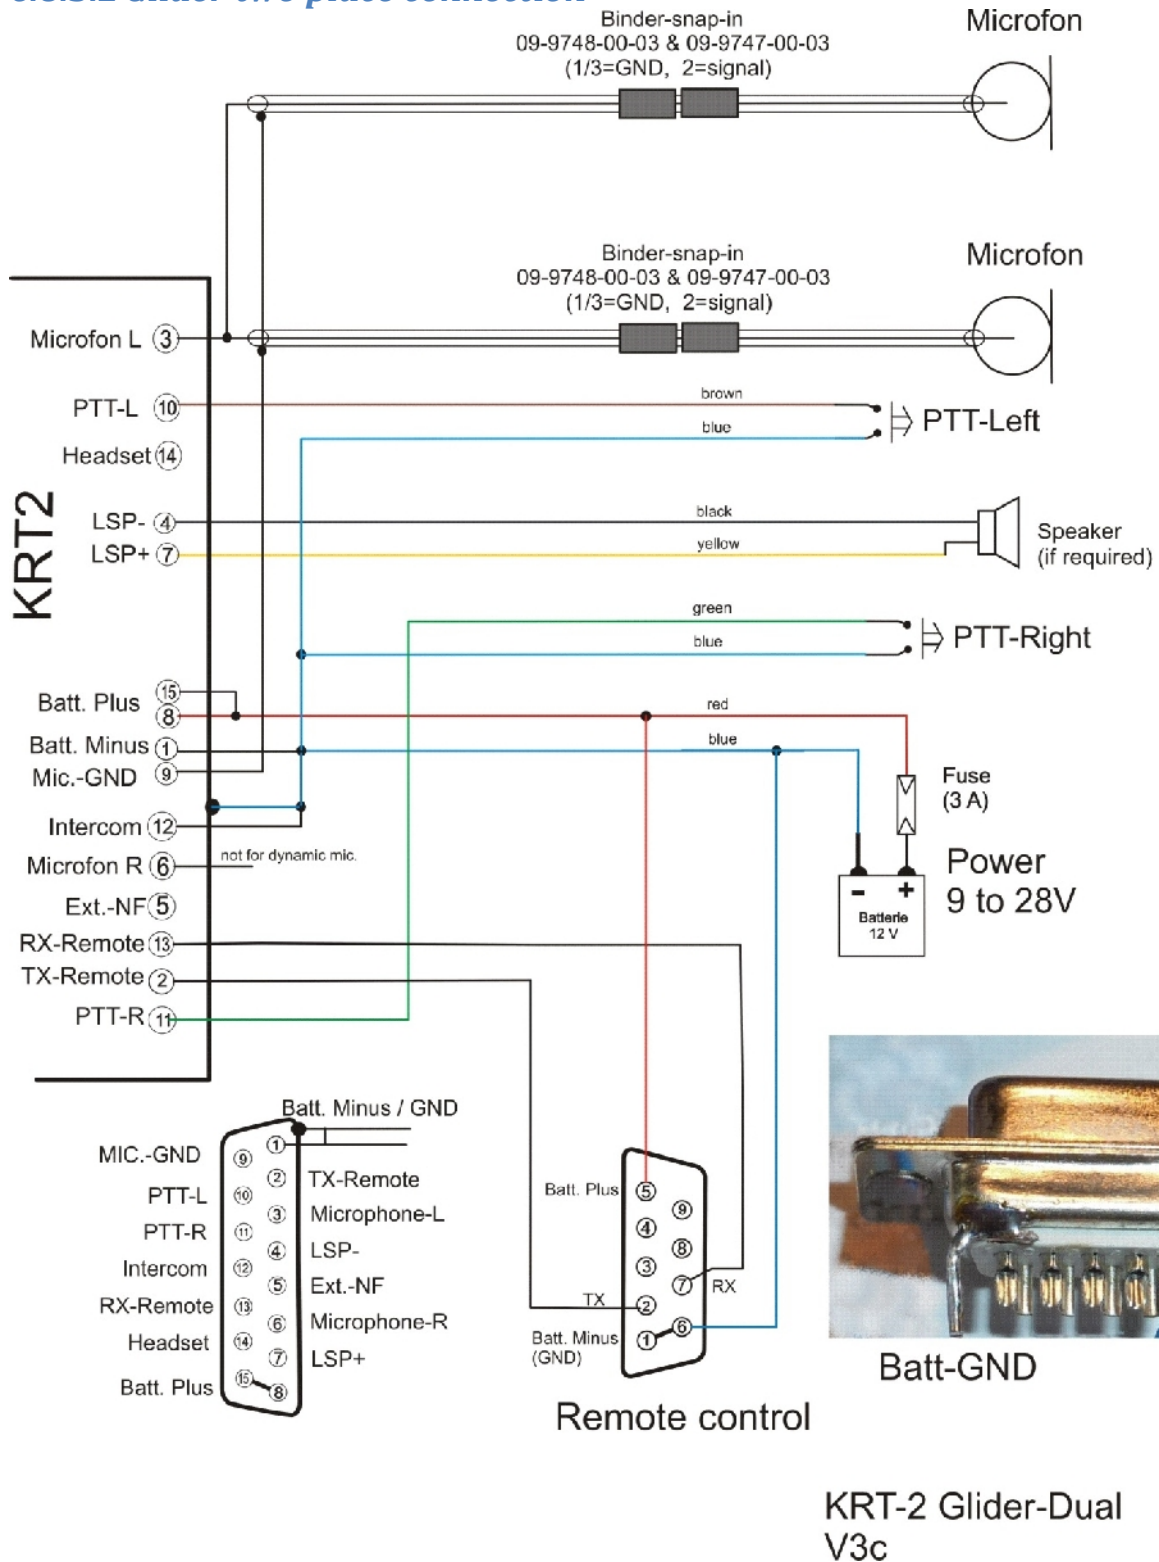 Binder-snap-in
09-9748-00-03 & 09-9747-00-03
(1/3=GND, 2=signal)
Microfon
Binder-snap-in
09-9748-00-03 & 09-9747-00-03
(1/3=GND, 2=signal)
Microfon
KRT2
Microfon L 3
PTT-L 10
brown
blue
PTT-Left
Headset 14
LSP- 4
black
LSP+ 7
yellow
Speaker
(if required)
green
blue
PTT-Right
Batt. Plus
15
8
red
Batt. Minus 1
blue
Mic.-GND 9
Fuse
(3 A)
Intercom 12
Microfon R 6
not for dynamic mic.
Ext.-NF 5
RX-Remote 13
TX-Remote 2
PTT-R 11
- +
Batterie
12 V
Power
9 to 28V
Batt. Minus / GND
MIC.-GND 9
1
2 TX-Remote
PTT-L 10
3 Microphone-L
PTT-R 11
4 LSP-
Intercom 12
5 Ext.-NF
RX-Remote 13
6 Microphone-R
Headset 14
7 LSP+
Batt. Plus 15
8
Batt. Plus 5
9
4
8
3
7 RX
TX 2
6
Batt. Minus
(GND)
1
Remote control
Batt-GND
KRT-2 Glider-Dual
V3c